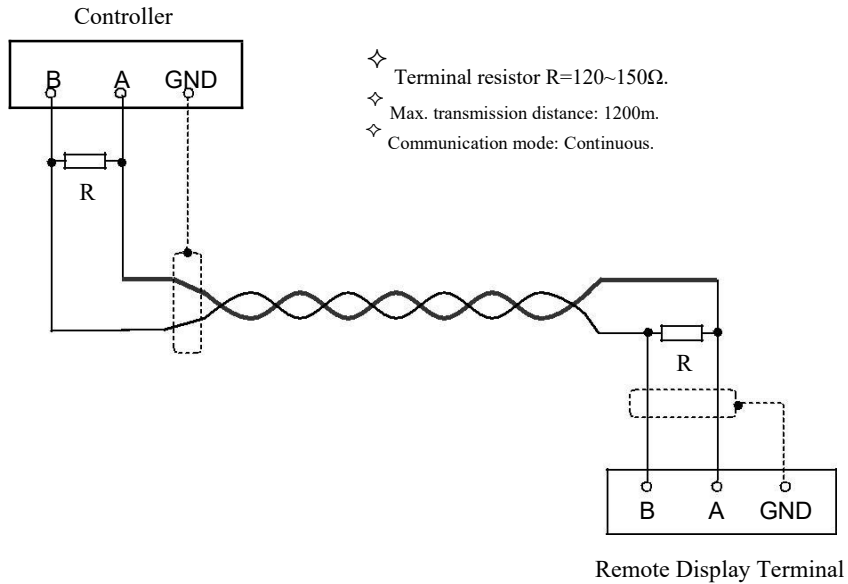 Controller
B A GND
✧ Terminal resistor R=120~150Ω.
✧ Max. transmission distance: 1200m.
✧ Communication mode: Continuous.
R
R
B A GND
Remote Display Terminal